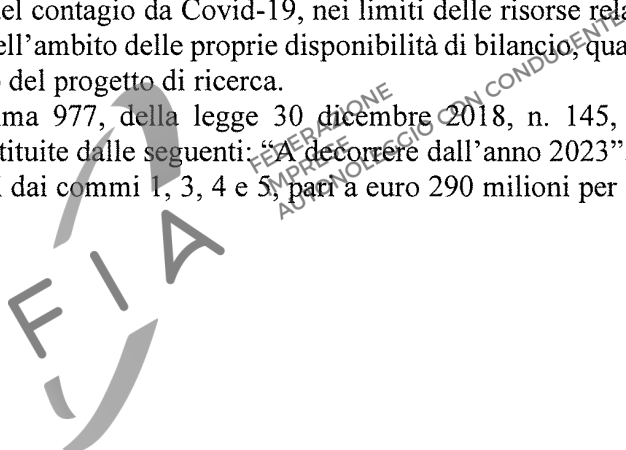 el contagio da Covid-19, nei limiti delle risorse rela
ell’ambito delle proprie disponibilità di bilancio, qua
del progetto di ricerca.
ma 977, della legge 30 dicembre 2018, n. 145,
tituite dalle seguenti: “A decorrere dall’anno 2023”
dai commi 1, 3, 4 e 5, pari a euro 290 milioni per
FEDERAZIONE
IMPRESE
AUTONOLEGGIO CON CONDUCENTE
FIA